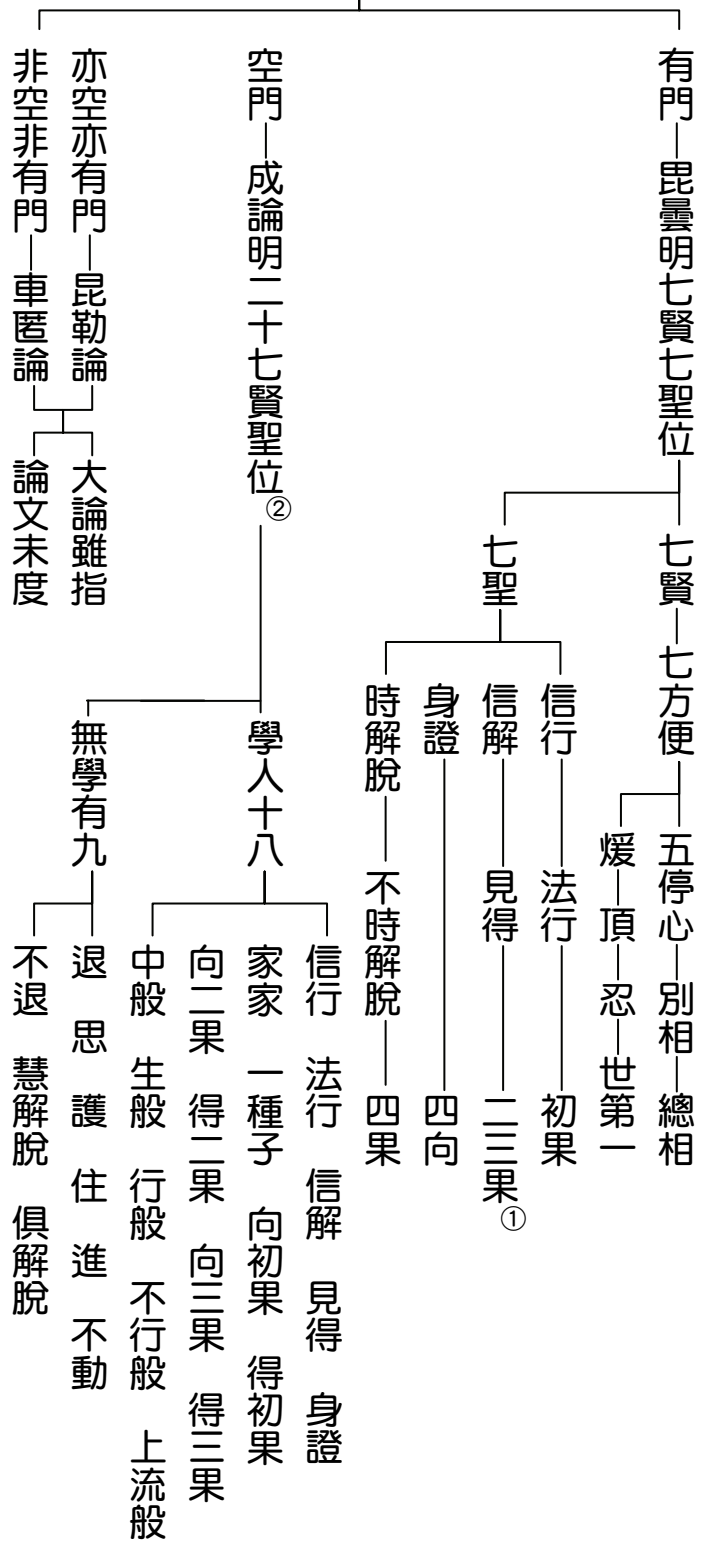 有門—毘曇明七賢七聖位
七賢—七方便
五停心—別相—總相
煖—頂—忍—世第一
七聖
信行—法行—初果
信解—見得—二三果①
身證—四向
時解脫—不時解脫—四果
空門—成論明二十七賢聖位②
學人十八
信行 法行 信解 見得 身證
家家 一種子 向初果 得初果
向二果 得二果 向三果 得三果
中般 生般 行般 不行般 上流般
無學有九
退 思 護 住 進 不動
不退 慧解脫 俱解脫
亦空亦有門—昆勒論
非空非有門—車匿論
大論雖指
論文未度